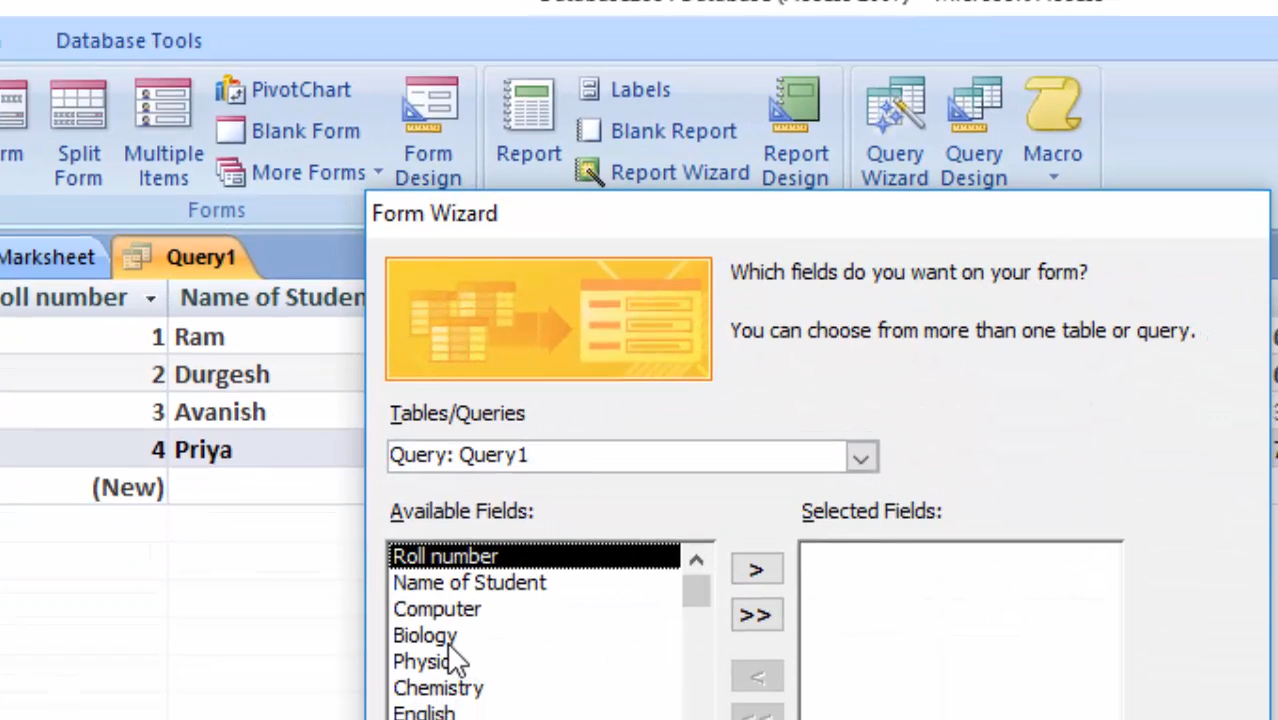 Database Tools
PivotChart
Labels
Blank Form
Blank Report
Split Form
Multiple Items
More Forms
Form Design
Report
Report Wizard
Report Design
Query Wizard
Query Design
Macro
Forms
Form Wizard
Marksheet
Query1
Which fields do you want on your form?
Name of Studen
1 Ram
You can choose from more than one table or query.
2 Durgesh
3 Avanish
Tables/Queries
4 Priya
Query: Query1
(New)
Available Fields:
Selected Fields:
Roll number
>
Name of Student
Computer
>>
Biology
Chemistry
<
English
<<